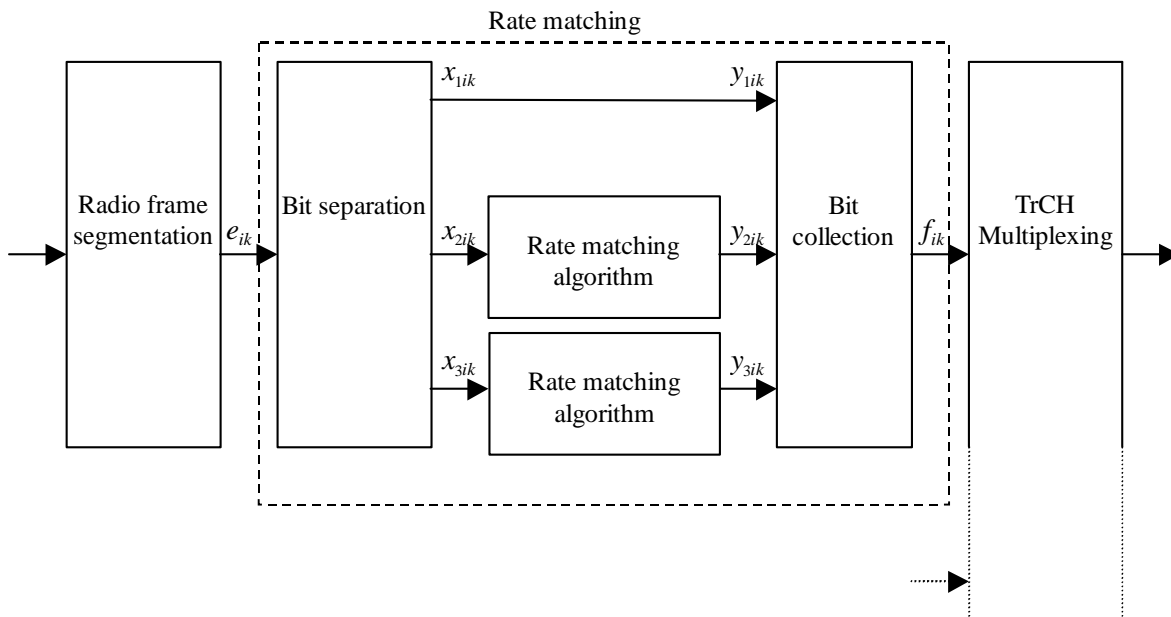 Rate matching
x1ik
y1ik
Radio frame
segmentation
eik
Bit separation
x2ik
Rate matching
algorithm
y2ik
Bit
collection
fik
TrCH
Multiplexing
x3ik
Rate matching
algorithm
y3ik